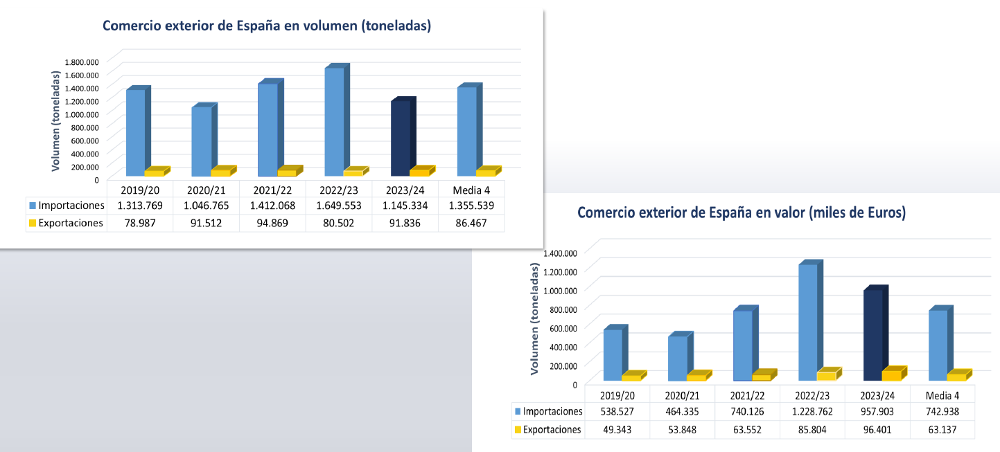 Comercio exterior de España en volumen (toneladas)
Volumen (toneladas)
1.800.000
1.600.000
1.400.000
1.200.000
1.000.000
800.000
600.000
400.000
200.000
0
2019/20 2020/21 2021/22 2022/23 2023/24 Media 4
Importaciones 1.313.769 1.046.765 1.412.068 1.649.553 1.145.334 1.355.539
Exportaciones 78.987 91.512 94.869 80.502 91.836 86.467
Comercio exterior de España en valor (miles de Euros)
Volumen (toneladas)
1.400.000
1.200.000
1.000.000
800.000
600.000
400.000
200.000
0
2019/20 2020/21 2021/22 2022/23 2023/24 Media 4
Importaciones 538.527 464.335 740.126 1.228.762 957.903 742.938
Exportaciones 49.343 53.848 63.552 85.804 96.401 63.137